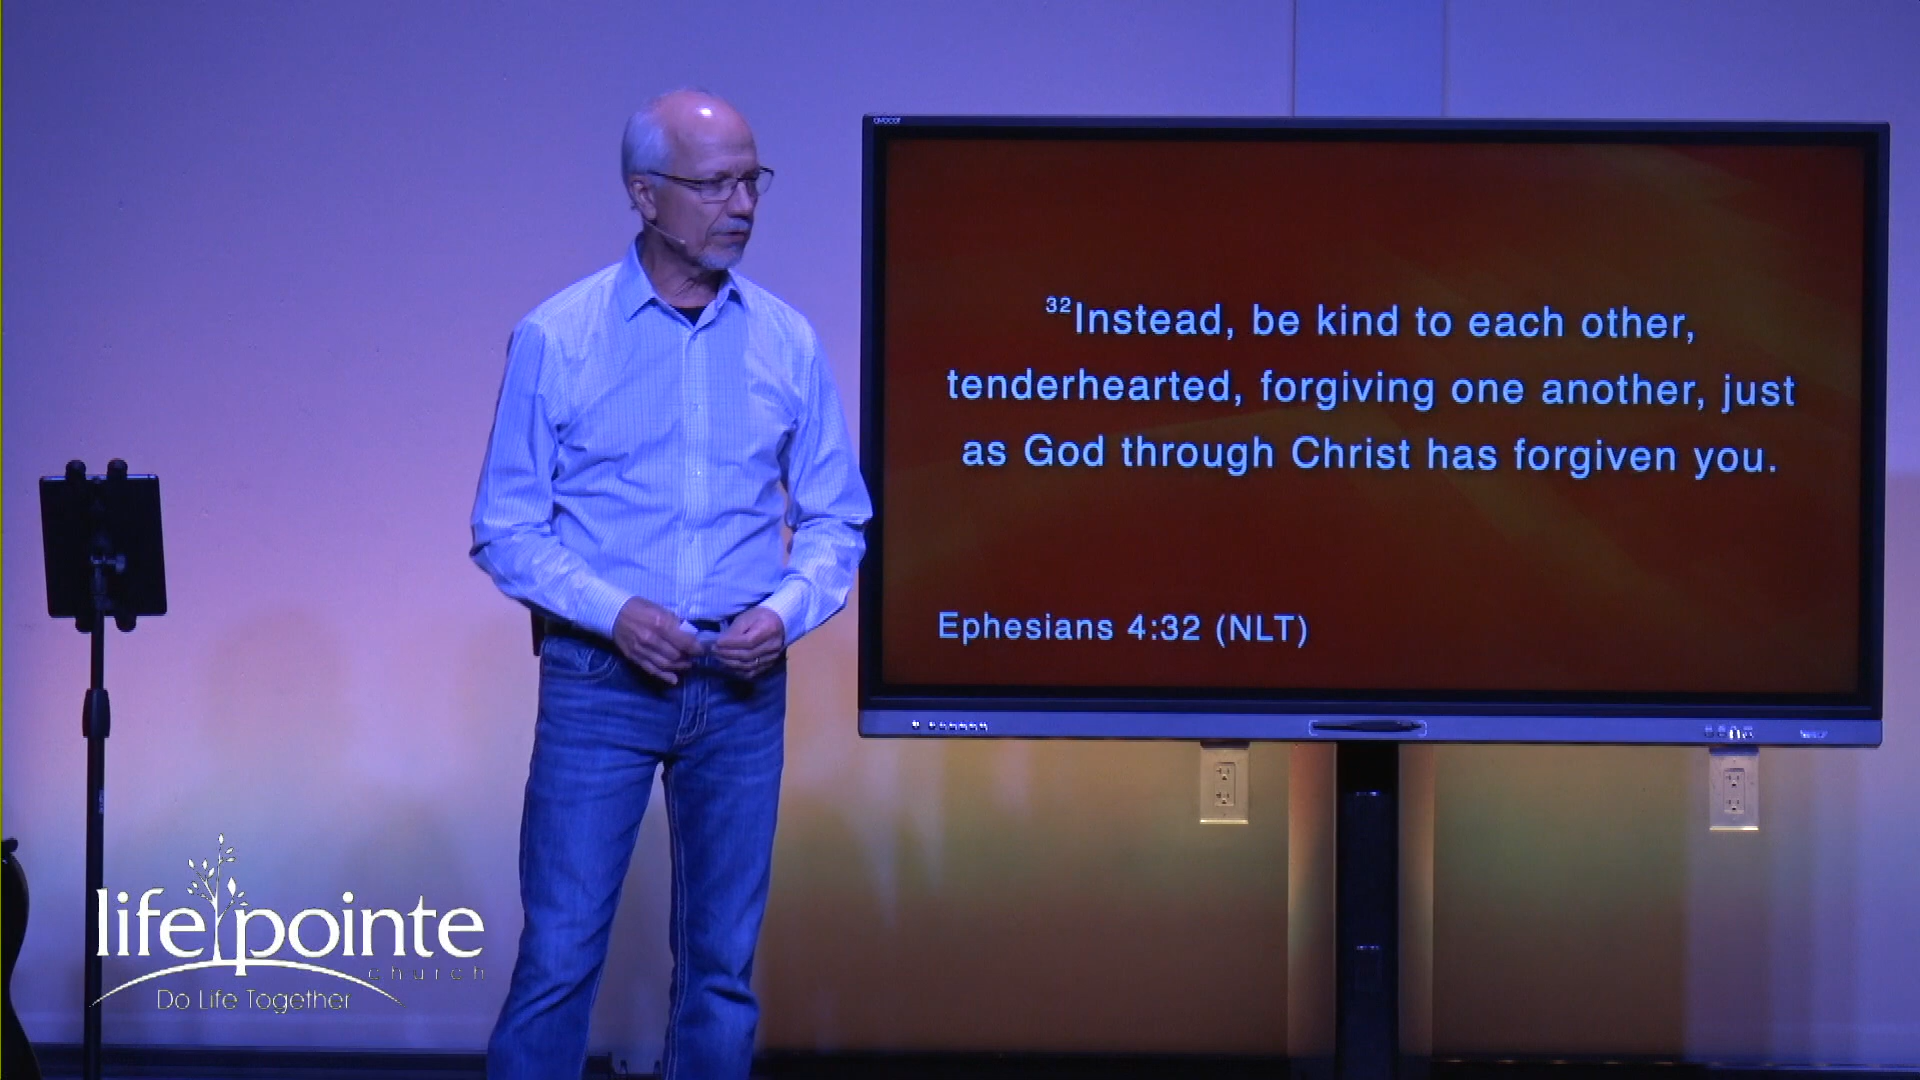 avocor
32Instead, be kind to each other,
tenderhearted, forgiving one another, just
as God through Christ has forgiven you.
Ephesians 4:32 (NLT)
life pointe
church
Do Life Together